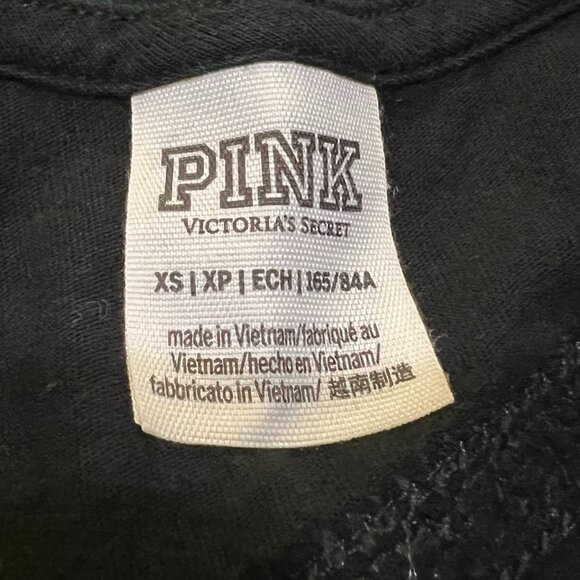 PINK
VICTORIA'S SECRET
XS | XP | ECH | 165/84A
made in Vietnam/fabriqué au
Vietnam/hecho en Vietnam/
fabbricato in Vietnam/ 越南制造